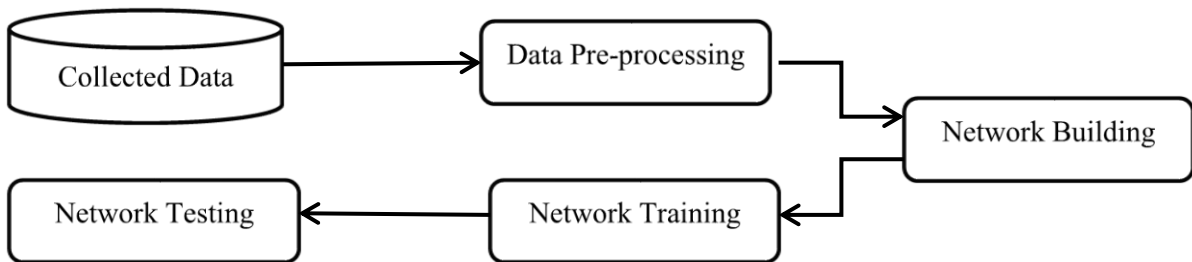 Collected Data
Data Pre-processing
Network Building
Network Training
Network Testing